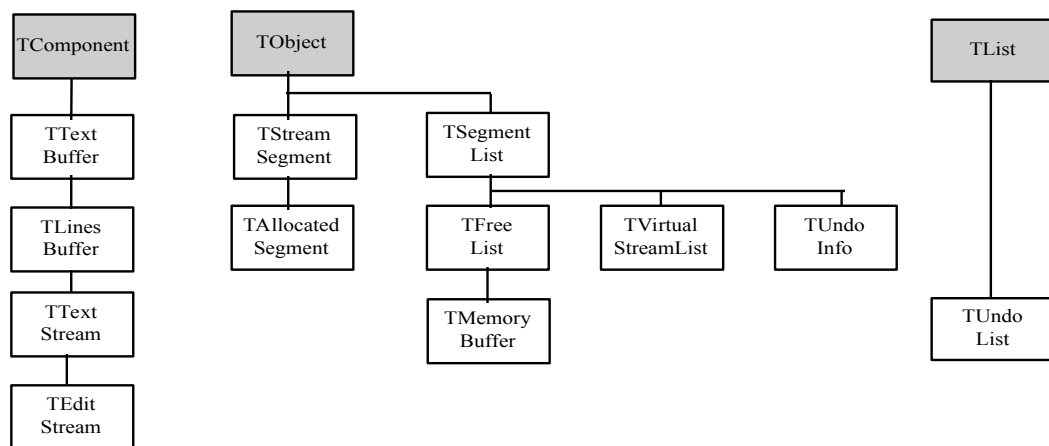 TComponent
TObject
TList
TText
Buffer
TStream
Segment
TSegment
List
TLines
Buffer
TAllocated
Segment
TFree
List
TVirtual
StreamList
TUndo
Info
TText
Stream
TMemory
Buffer
TUndo
List
TEdit
Stream